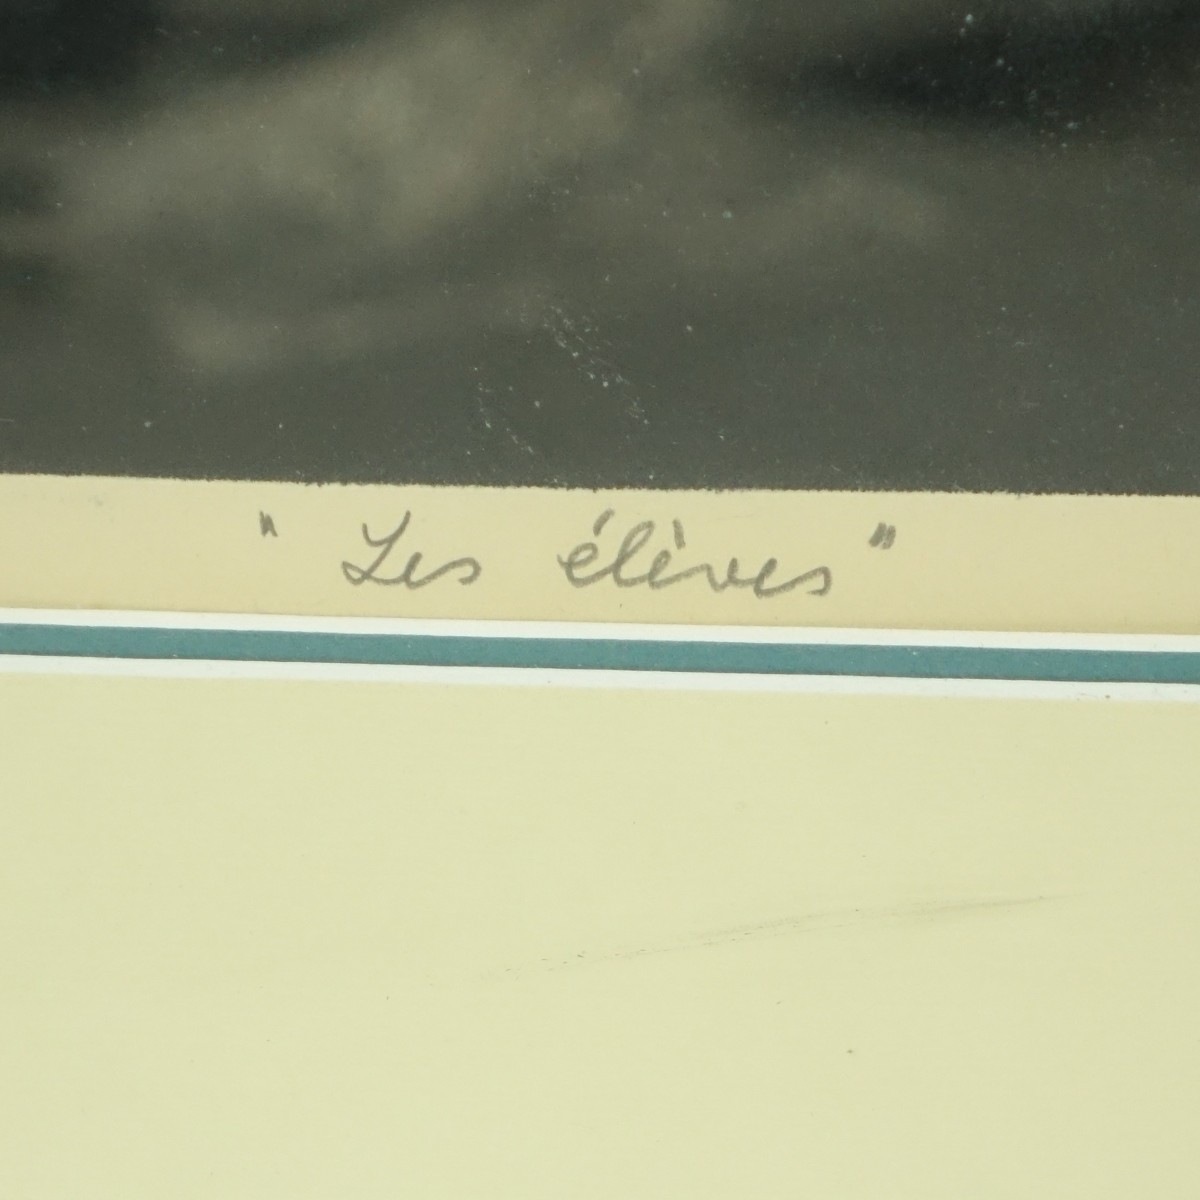 " Les élèves "